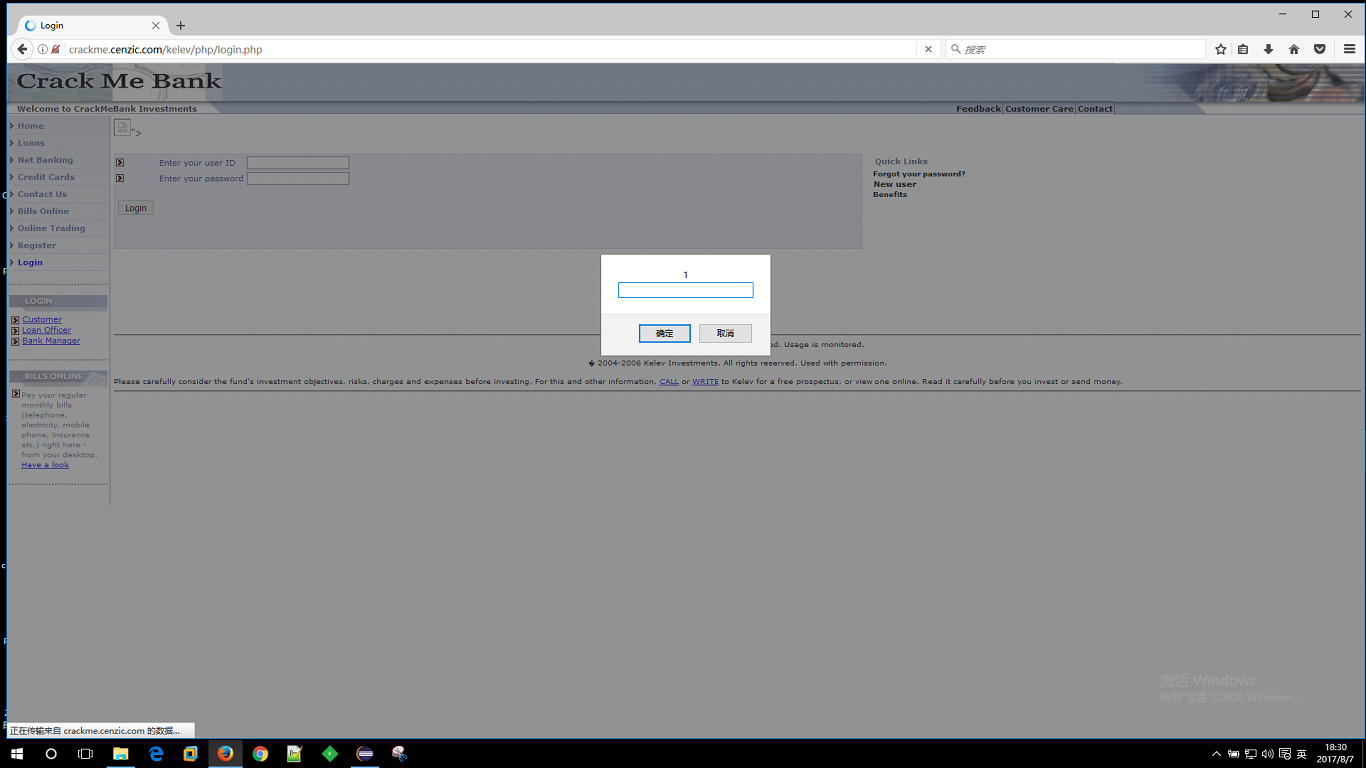 Login
crackme.cenzic.com/kelev/php/login.php
搜索
Crack Me Bank
Welcome to CrackMeBank Investments
Feedback Customer Care Contact
Home
Loans
Net Banking
Credit Cards
Contact Us
Bills Online
Online Trading
Register
Login
">
Enter your user ID
Enter your password
Login
Quick Links
Forgot your password?
New user
Benefits
1
确定 取消
LOGIN
Customer
Loan Officer
Bank Manager
d. Usage is monitored.
� 2004-2006 Kelev Investments. All rights reserved. Used with permission.
Please carefully consider the fund's investment objectives, risks, charges and expenses before investing. For this and other information, CALL or WRITE to Kelev for a free prospectus, or view one online. Read it carefully before you invest or send money.
BILLS ONLINE
Pay your regular
monthly bills
(telephone,
electricity, mobile
phone, insurance
etc.) right here -
from your desktop.
Have a look
激活 Windows
转到"设置"以激活 Windows。
正在传输来自 crackme.cenzic.com 的数据...
英
18:30
2017/8/7